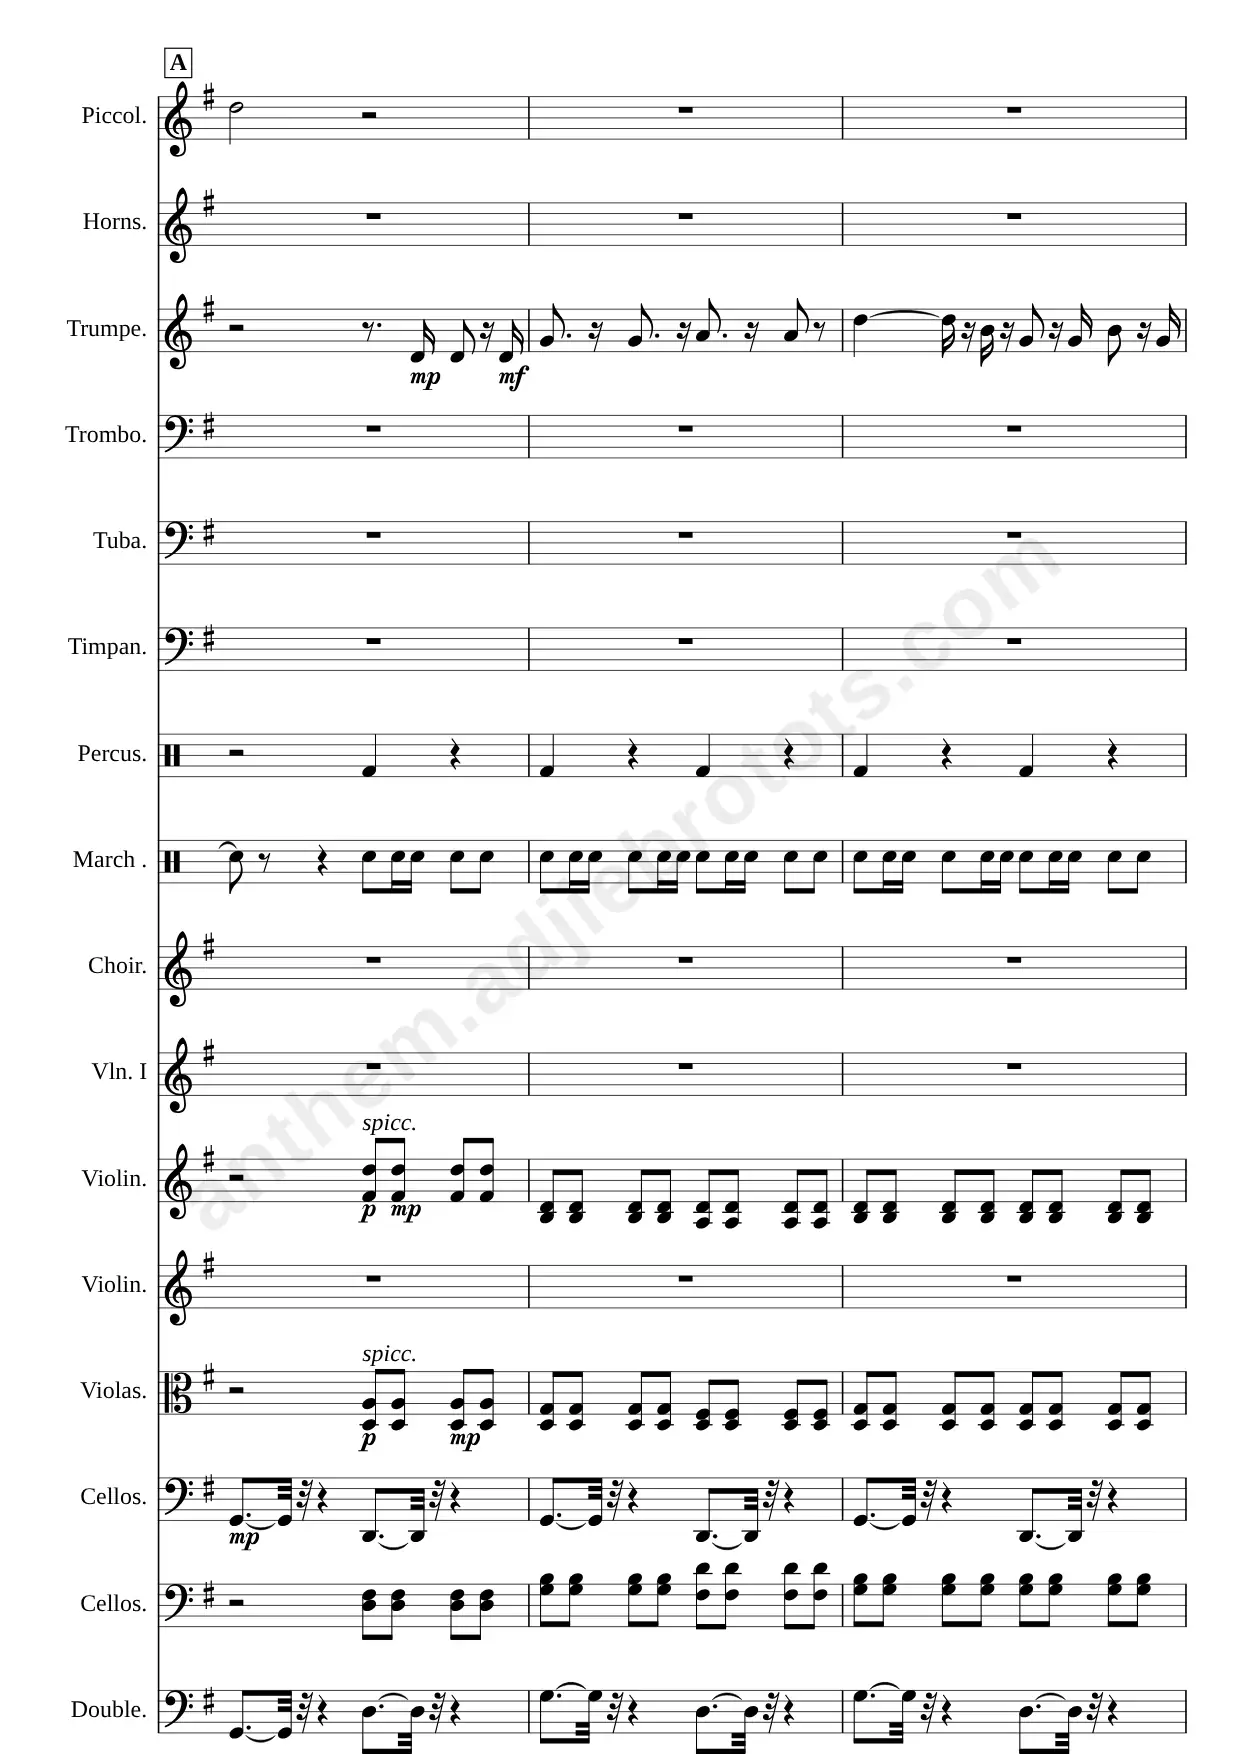 A
Piccol.
Horns.
Trumpe.
mp
mf
Trombo.
Tuba.
Timpan.
Percus.
March .
Choir.
Vln. I
spicc.
Violin.
p
mp
Violin.
spicc.
Violas.
p
mp
Cellos.
mp
Cellos.
Double.
anthem.adjiebrotots.com